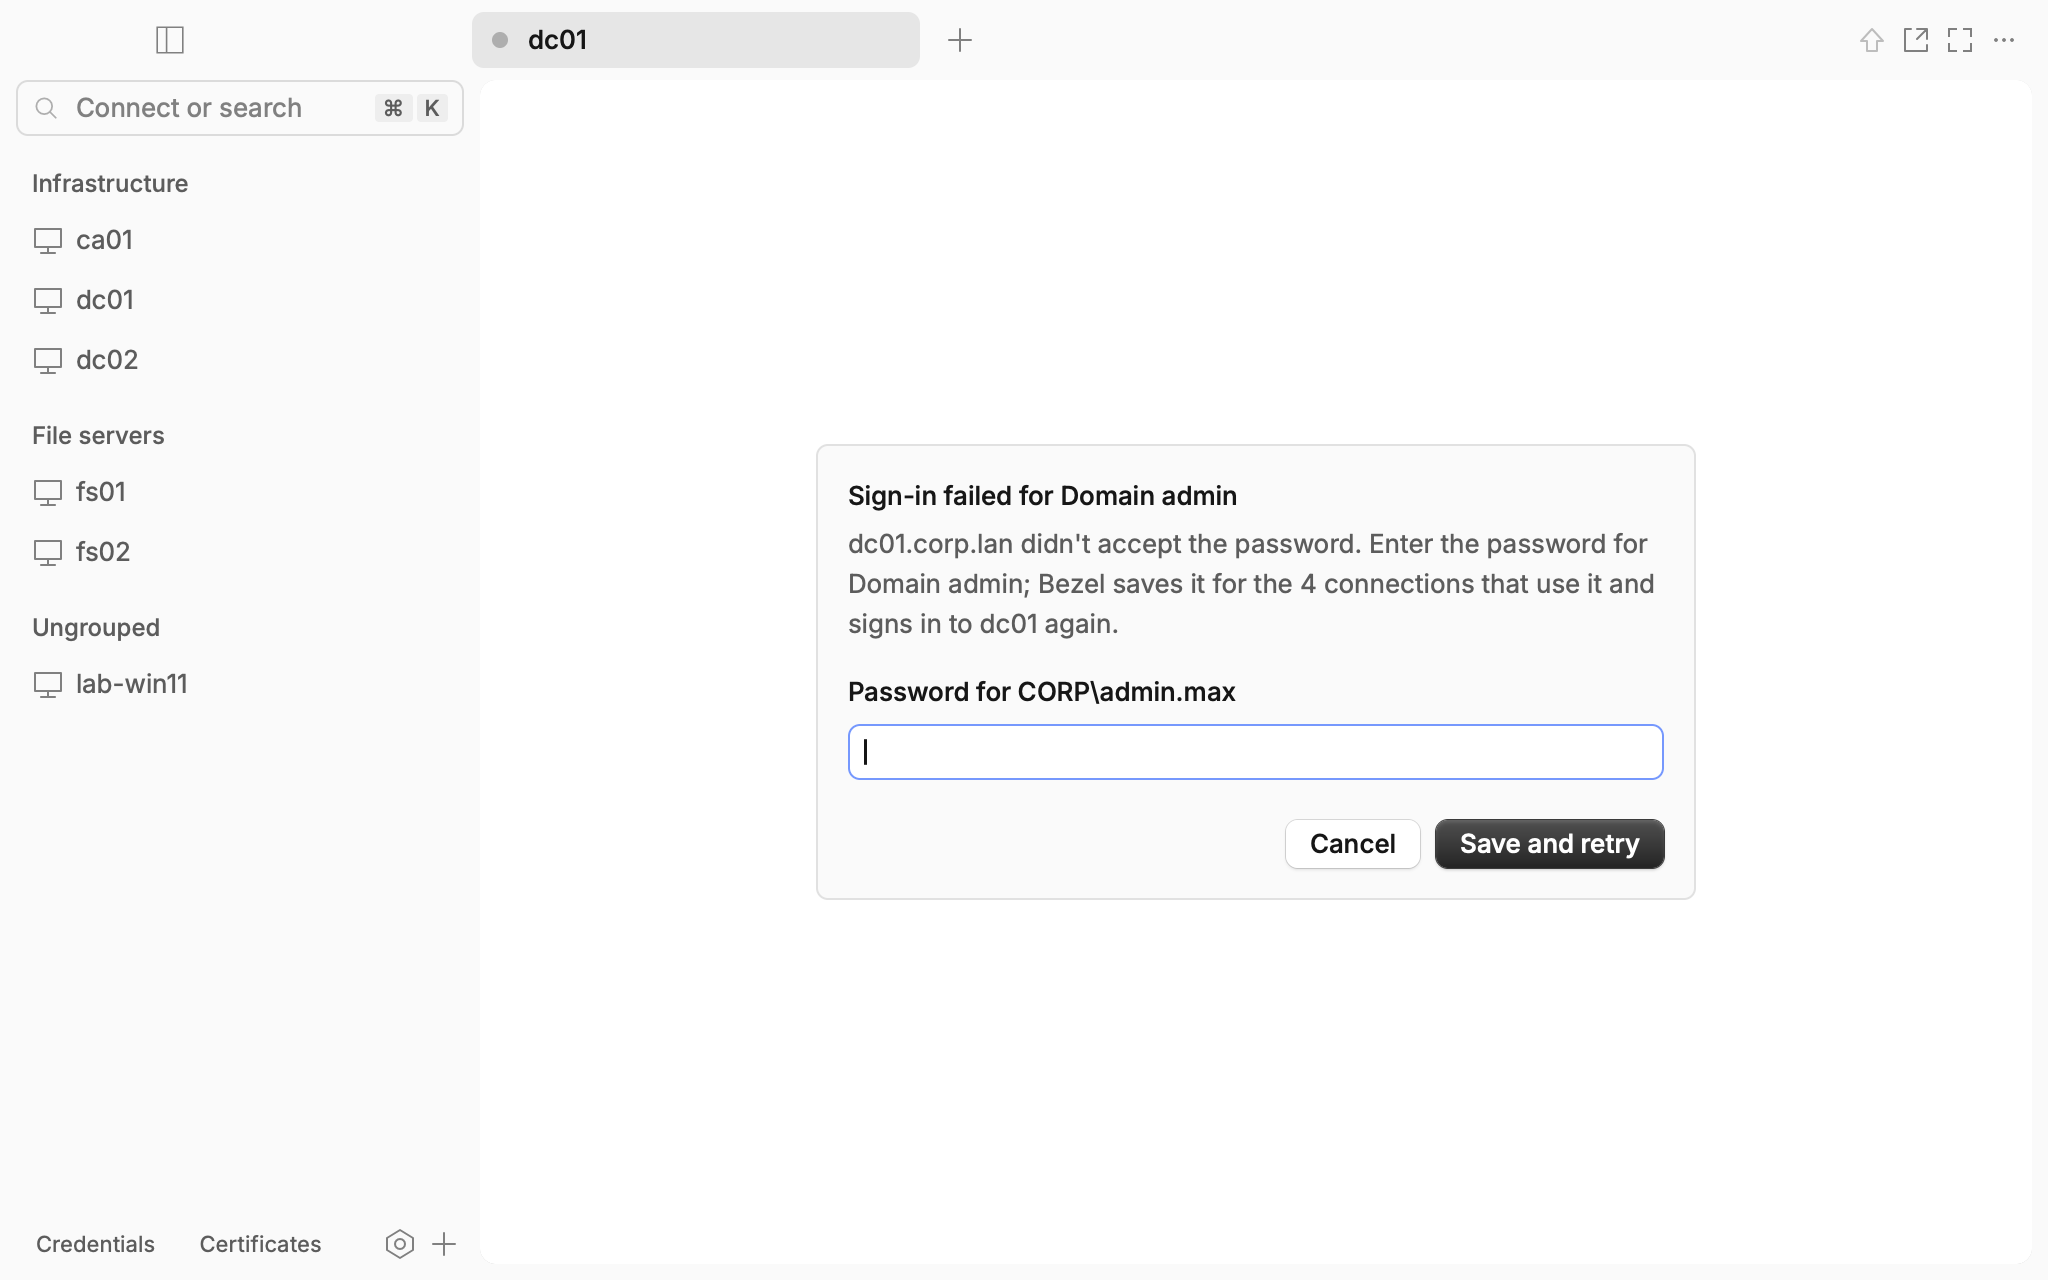 dc01
Connect or search ⌘ K
Infrastructure
ca01
dc01
dc02
File servers
fs01
fs02
Ungrouped
lab-win11
Sign-in failed for Domain admin
dc01.corp.lan didn't accept the password. Enter the password for
Domain admin; Bezel saves it for the 4 connections that use it and
signs in to dc01 again.
Password for CORP\admin.max
Cancel
Save and retry
Credentials
Certificates